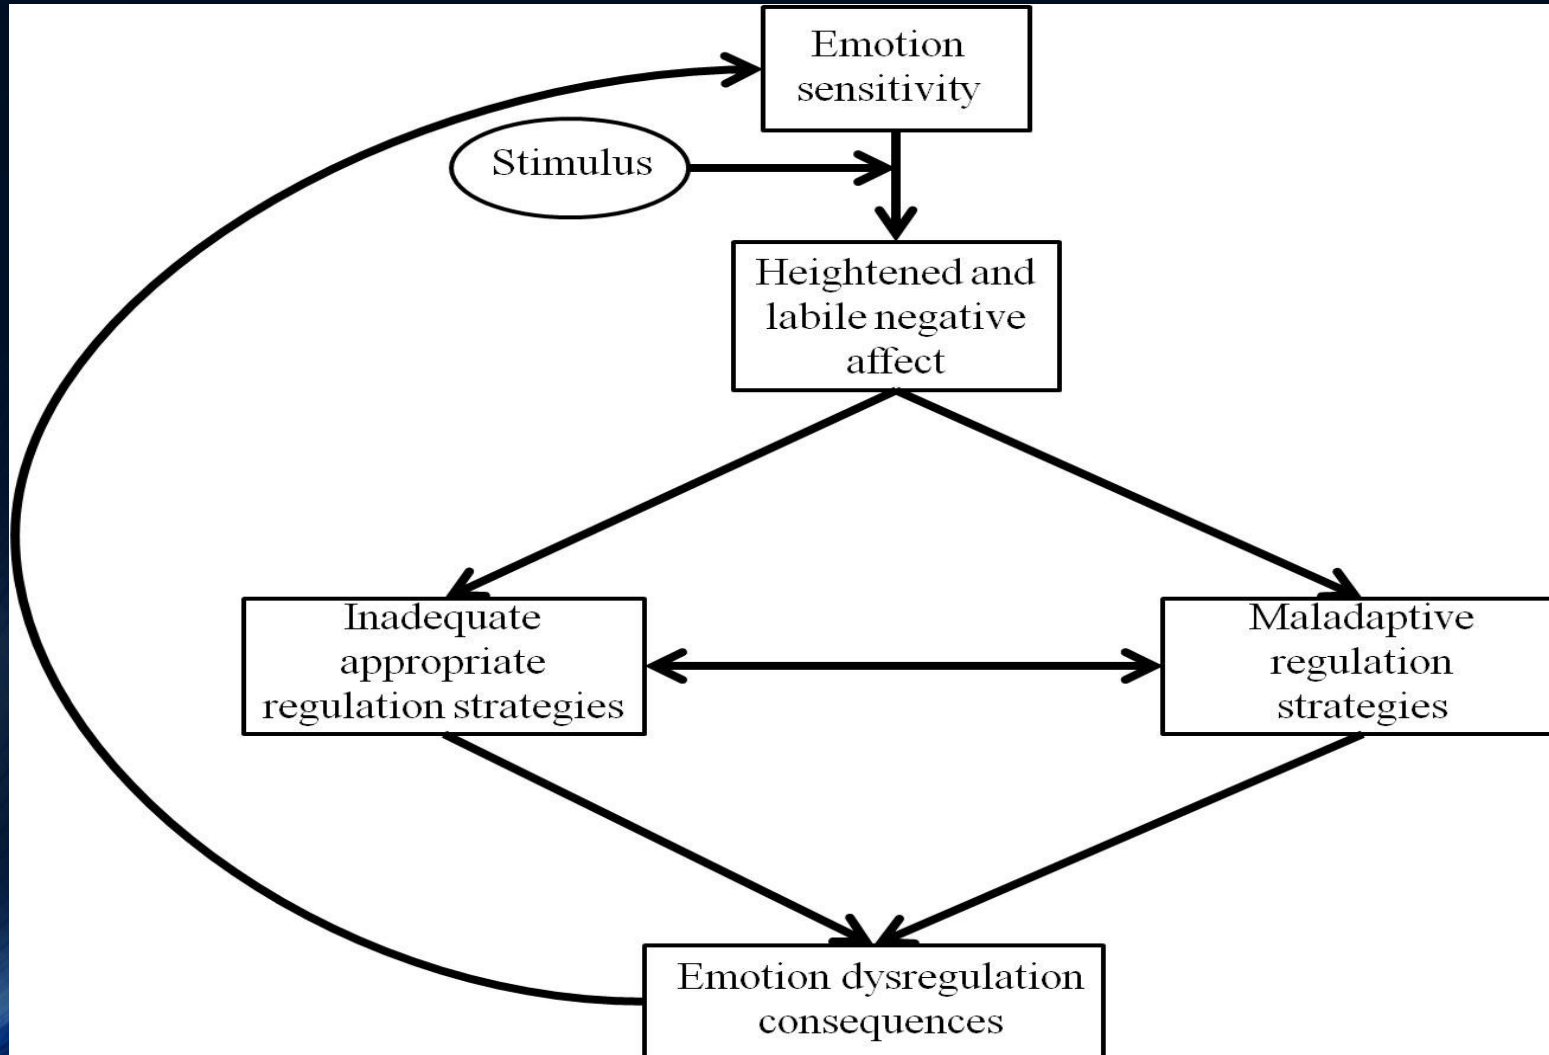 Emotion
sensitivity
Stimulus
Heightened and
labile negative
affect
Inadequate
appropriate
regulation strategies
Maladaptive
regulation
strategies
Emotion dysregulation
consequences